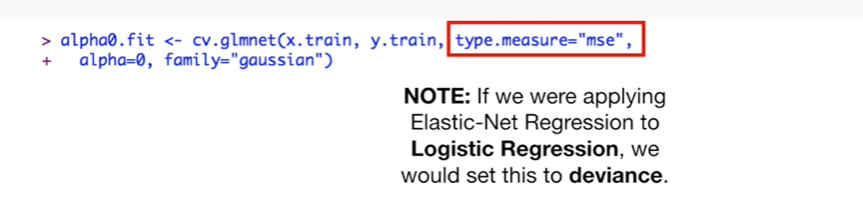 > alpha0.fit <- cv.glmnet(x.train, y.train, type.measure="mse",
+   alpha=0, family="gaussian")
NOTE: If we were applying
Elastic-Net Regression to
Logistic Regression, we
would set this to deviance.